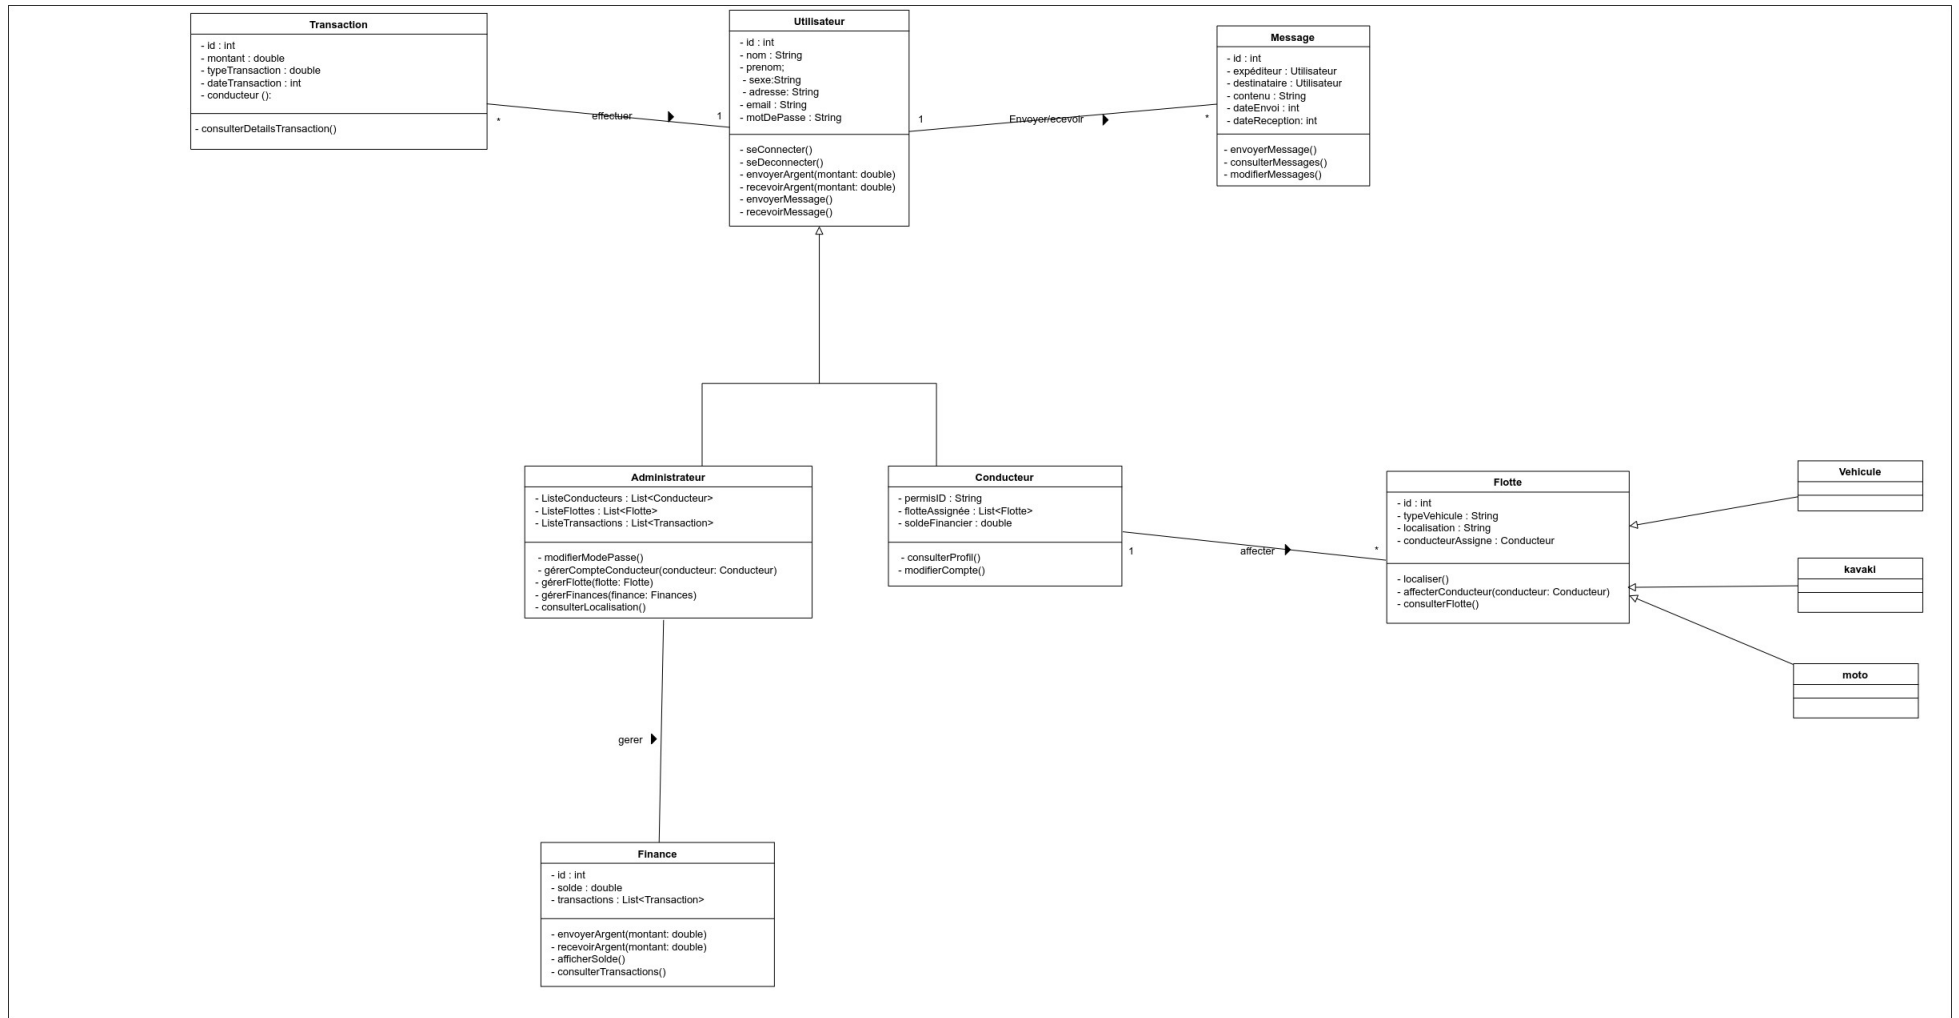 Transaction
- id : int
- montant : double
- typeTransaction : double
- dateTransaction : int
- conducteur ():
- consulterDetailsTransaction()
*
effectuer
1
Utilisateur
- id : int
- nom : String
- prenom;
- sexe:String
- adresse: String
- email : String
- motDePasse : String
- seConnecter()
- seDeconnecter()
- envoyerArgent(montant: double)
- recevoirArgent(montant: double)
- envoyerMessage()
- recevoirMessage()
1
Envoyer/ecevoir
*
Message
- id : int
- expéditeur : Utilisateur
- destinataire : Utilisateur
- contenu : String
- dateEnvoi : int
- dateReception: int
- envoyerMessage()
- consulterMessages()
- modifierMessages()
Administrateur
- ListeConducteurs : List<Conducteur>
- ListeFlottes : List<Flotte>
- ListeTransactions : List<Transaction>
- modifierModePasse()
- gérerCompteConducteur(conducteur: Conducteur)
- gérerFlotte(flotte: Flotte)
- gérerFinances(finance: Finances)
- consulterLocalisation()
Conducteur
- permisID : String
- flotteAssignée : List<Flotte>
- soldeFinancier : double
- consulterProfil()
- modifierCompte()
1
affecter
*
Flotte
- id : int
- typeVehicule : String
- localisation : String
- conducteurAssigne : Conducteur
- localiser()
- affecterConducteur(conducteur: Conducteur)
- consulterFlotte()
Vehicule
kavaki
moto
gerer
Finance
- id : int
- solde : double
- transactions : List<Transaction>
- envoyerArgent(montant: double)
- recevoirArgent(montant: double)
- afficherSolde()
- consulterTransactions()